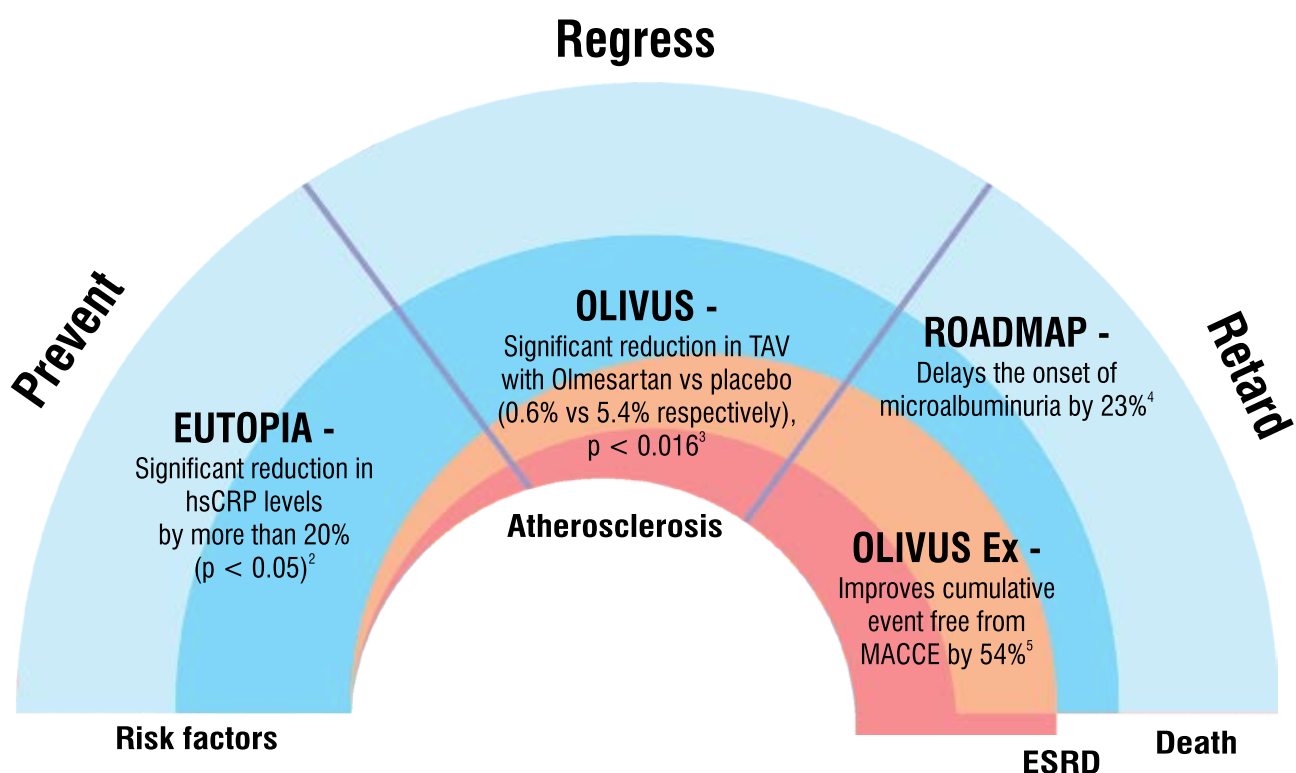 Regress
Prevent
Retard
EUTOPIA -
Significant reduction in
hsCRP levels
by more than 20%
(p < 0.05)²
OLIVUS -
Significant reduction in TAV
with Olmesartan vs placebo
(0.6% vs 5.4% respectively),
p < 0.016³
ROADMAP -
Delays the onset of
microalbuminuria by 23%⁴
OLIVUS Ex -
Improves cumulative
event free from
MACCE by 54%⁵
Atherosclerosis
Risk factors
ESRD
Death